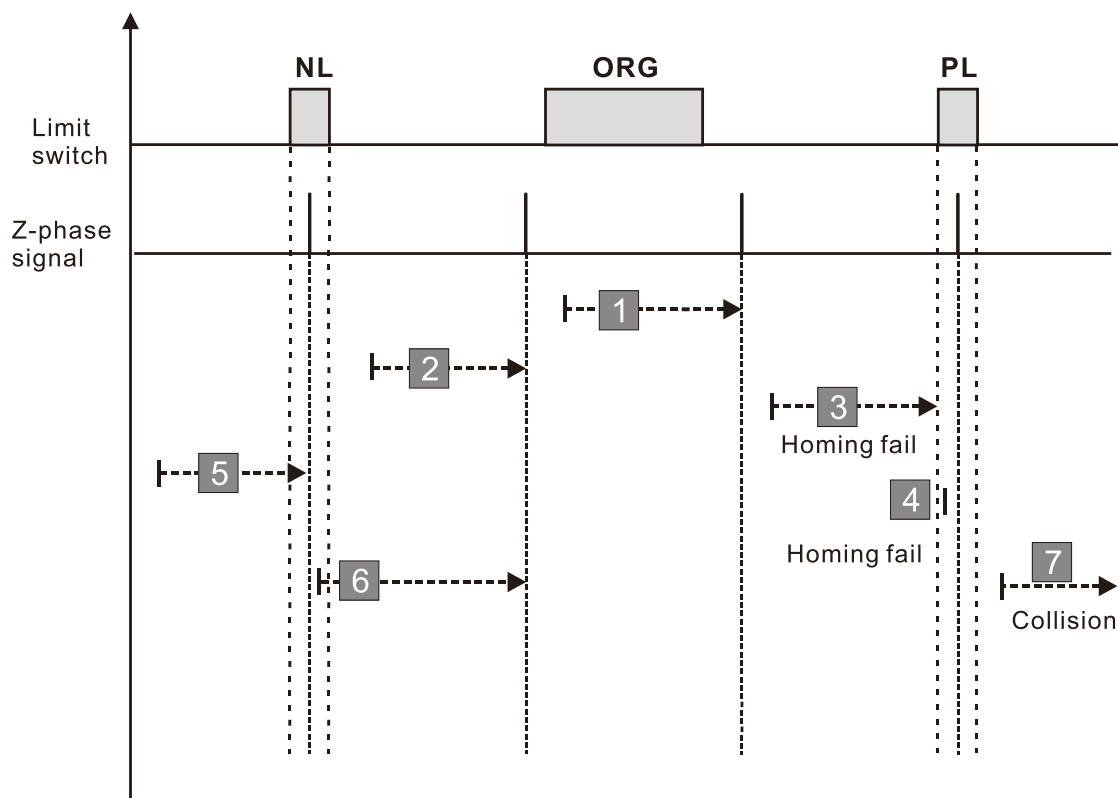 NL
ORG
PL
Limit
switch
Z-phase
signal
1
2
3
Homing fail
5
4
Homing fail
7
6
Collision